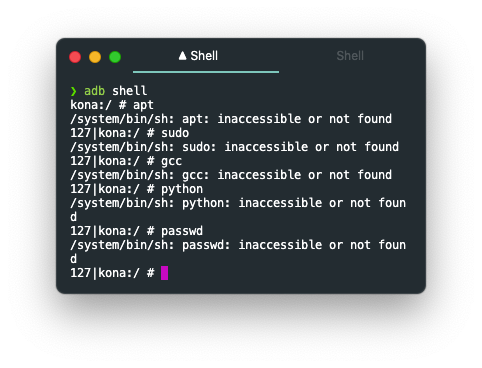 Shell
Shell
❯ adb shell
kona:/ # apt
/system/bin/sh: apt: inaccessible or not found
127|kona:/ # sudo
/system/bin/sh: sudo: inaccessible or not found
127|kona:/ # gcc
/system/bin/sh: gcc: inaccessible or not found
127|kona:/ # python
/system/bin/sh: python: inaccessible or not foun
d
127|kona:/ # passwd
/system/bin/sh: passwd: inaccessible or not foun
d
127|kona:/ #